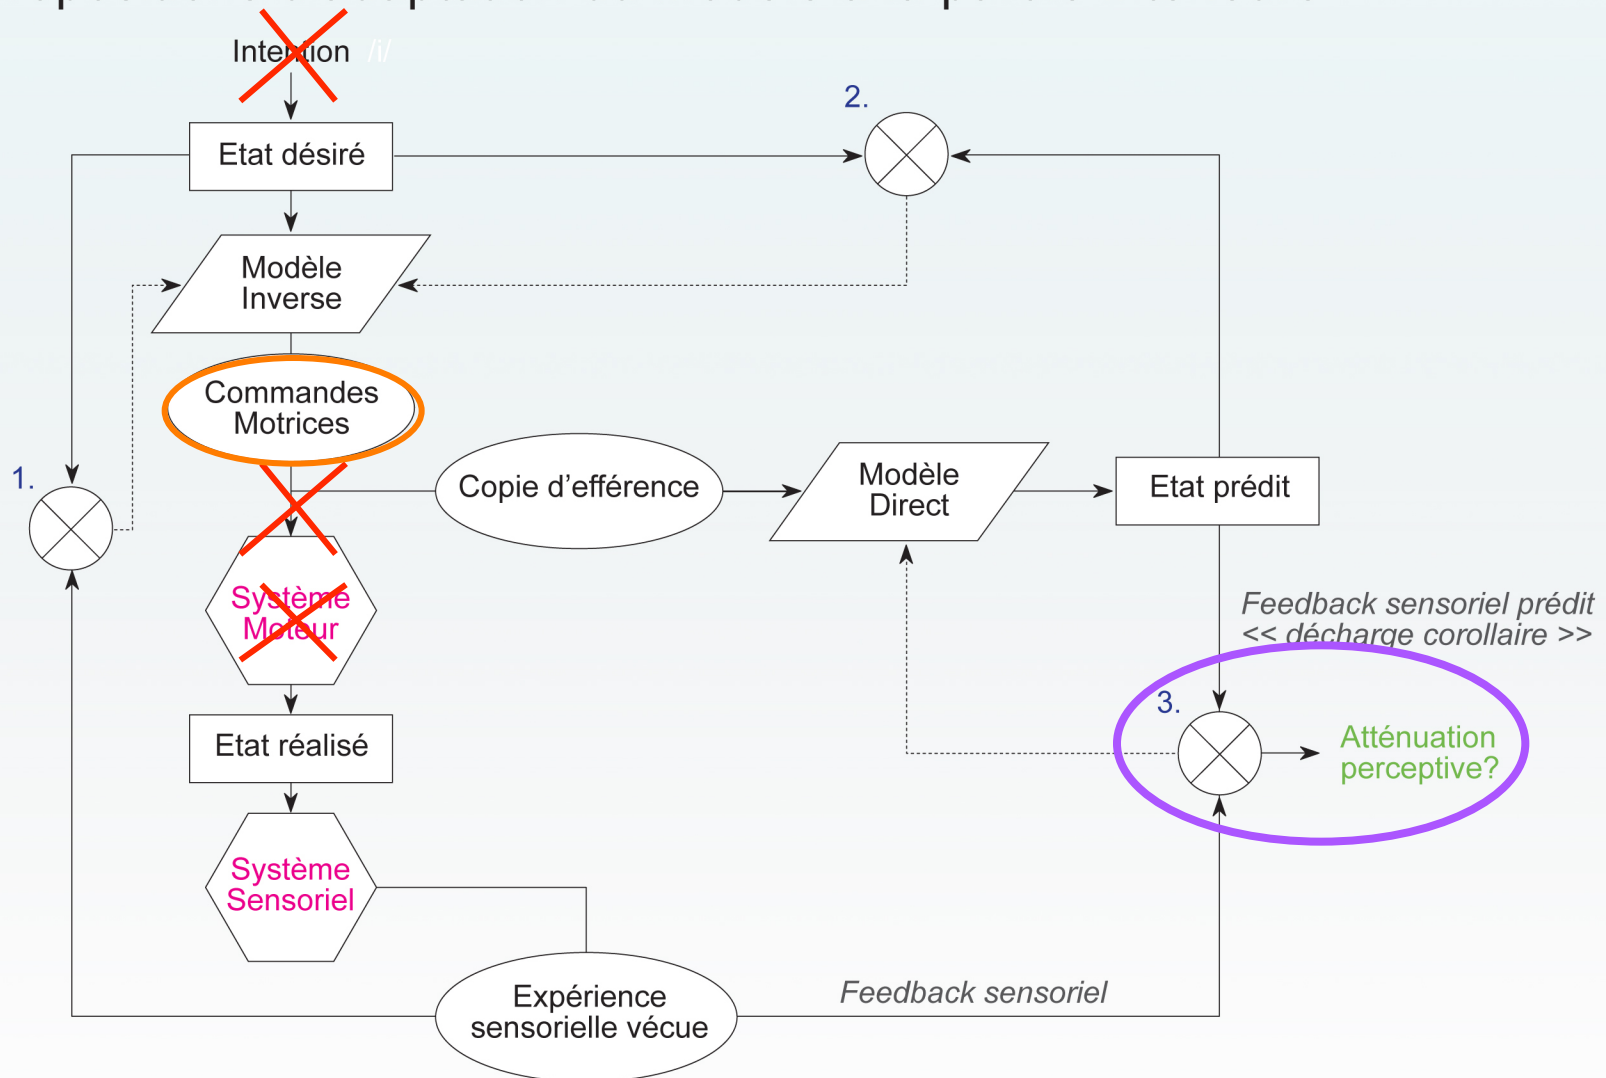 Intention /i/
2.
Etat désiré
Modèle
Inverse
Commandes
Motrices
1.
Copie d'efférence
Modèle
Direct
Etat prédit
Système
Moteur
Feedback sensoriel prédit
<< décharge corollaire >>
3.
Etat réalisé
Atténuation
perceptive?
Système
Sensoriel
Feedback sensoriel
Expérience
sensorielle vécue